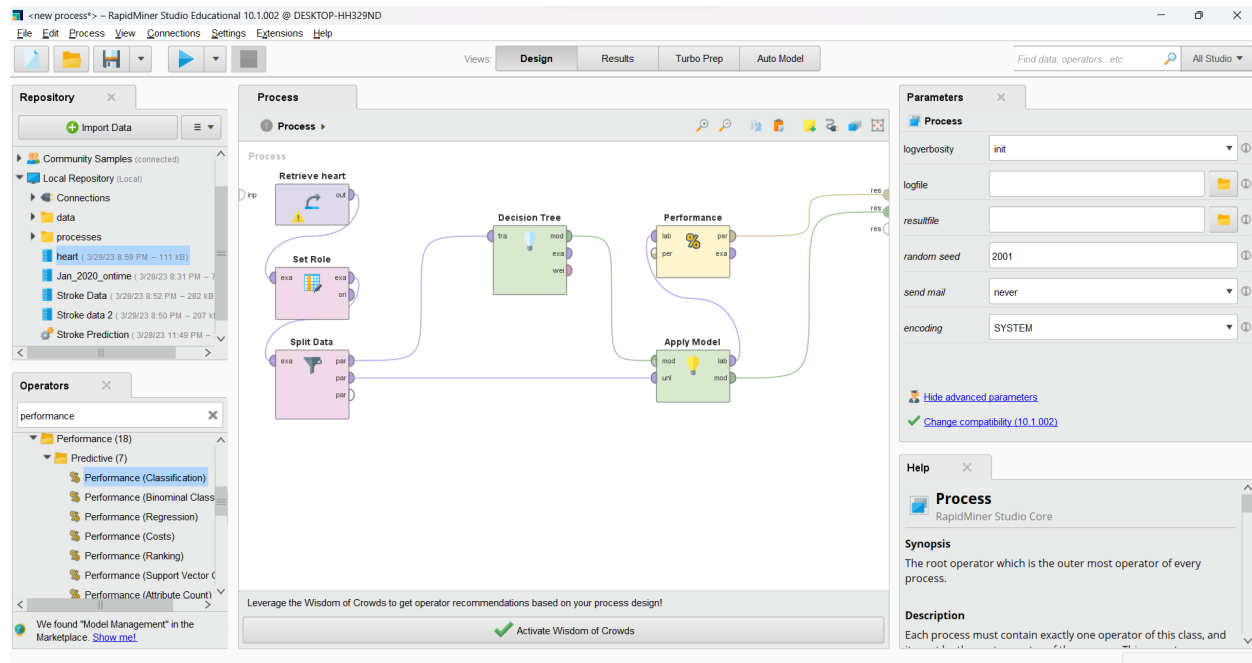 <new process*> – RapidMiner Studio Educational 10.1.002 @ DESKTOP-HH329ND
File Edit Process View Connections Settings Extensions Help
Views: Design Results Turbo Prep Auto Model
Find data, operators...etc
All Studio
Repository
Import Data
Community Samples (connected)
Local Repository (Local)
Connections
data
processes
heart ( 3/29/23 8:59 PM – 111 kB)
Jan_2020_ontime ( 3/28/23 8:31 PM – 7
Stroke Data ( 3/28/23 8:52 PM – 282 kB
Stroke data 2 ( 3/29/23 8:50 PM – 207 k
Stroke Prediction ( 3/28/23 11:49 PM –
Operators
performance
Performance (18)
Predictive (7)
Performance (Classification)
Performance (Binominal Class
Performance (Regression)
Performance (Costs)
Performance (Ranking)
Performance (Support Vector C
Performance (Attribute Count)
We found "Model Management" in the
Marketplace. Show me!
Process
Process
Process
inp
Retrieve heart
out
Set Role
exa exa
ori
Split Data
exa par
par
par
Decision Tree
tra mod
exa
wei
Performance
lab per
per exa
Apply Model
mod lab
unl mod
res
res
res
Leverage the Wisdom of Crowds to get operator recommendations based on your process design!
Activate Wisdom of Crowds
Parameters
Process
logverbosity init
logfile
resultfile
random seed 2001
send mail never
encoding SYSTEM
Hide advanced parameters
Change compatibility (10.1.002)
Help
Process
RapidMiner Studio Core
Synopsis
The root operator which is the outer most operator of every
process.
Description
Each process must contain exactly one operator of this class, and